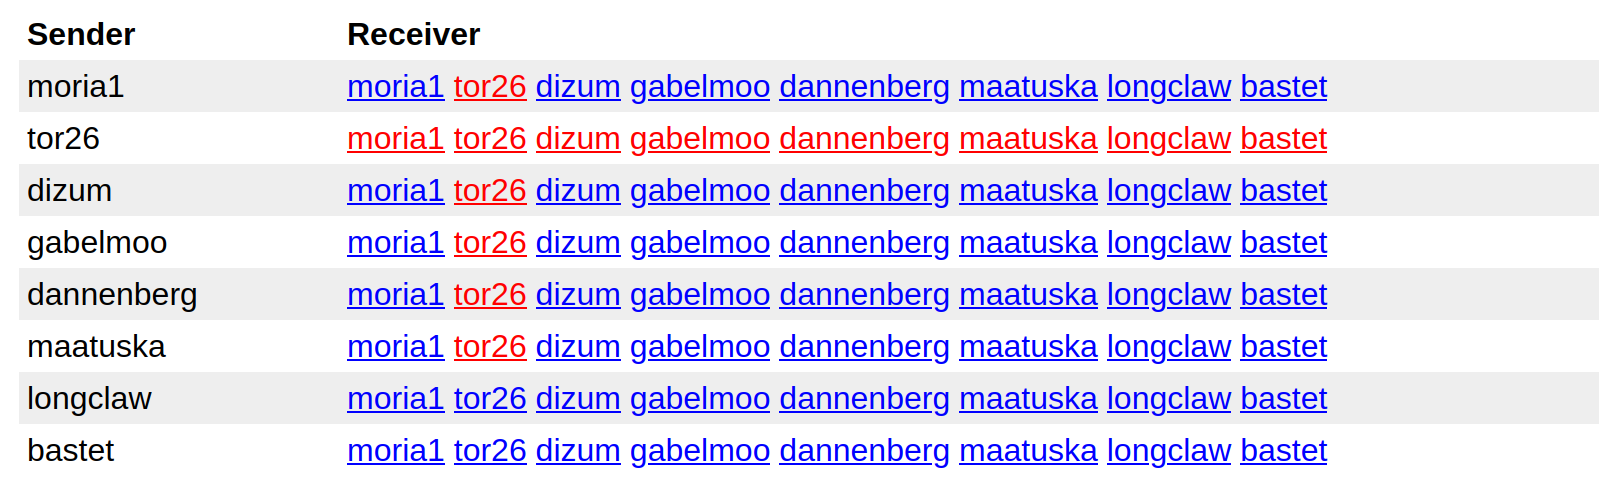 Sender Receiver
moria1 moria1 tor26 dizum gabelmoo dannenberg maatuska longclaw bastet
tor26 moria1 tor26 dizum gabelmoo dannenberg maatuska longclaw bastet
dizum moria1 tor26 dizum gabelmoo dannenberg maatuska longclaw bastet
gabelmoo moria1 tor26 dizum gabelmoo dannenberg maatuska longclaw bastet
dannenberg moria1 tor26 dizum gabelmoo dannenberg maatuska longclaw bastet
maatuska moria1 tor26 dizum gabelmoo dannenberg maatuska longclaw bastet
longclaw moria1 tor26 dizum gabelmoo dannenberg maatuska longclaw bastet
bastet moria1 tor26 dizum gabelmoo dannenberg maatuska longclaw bastet